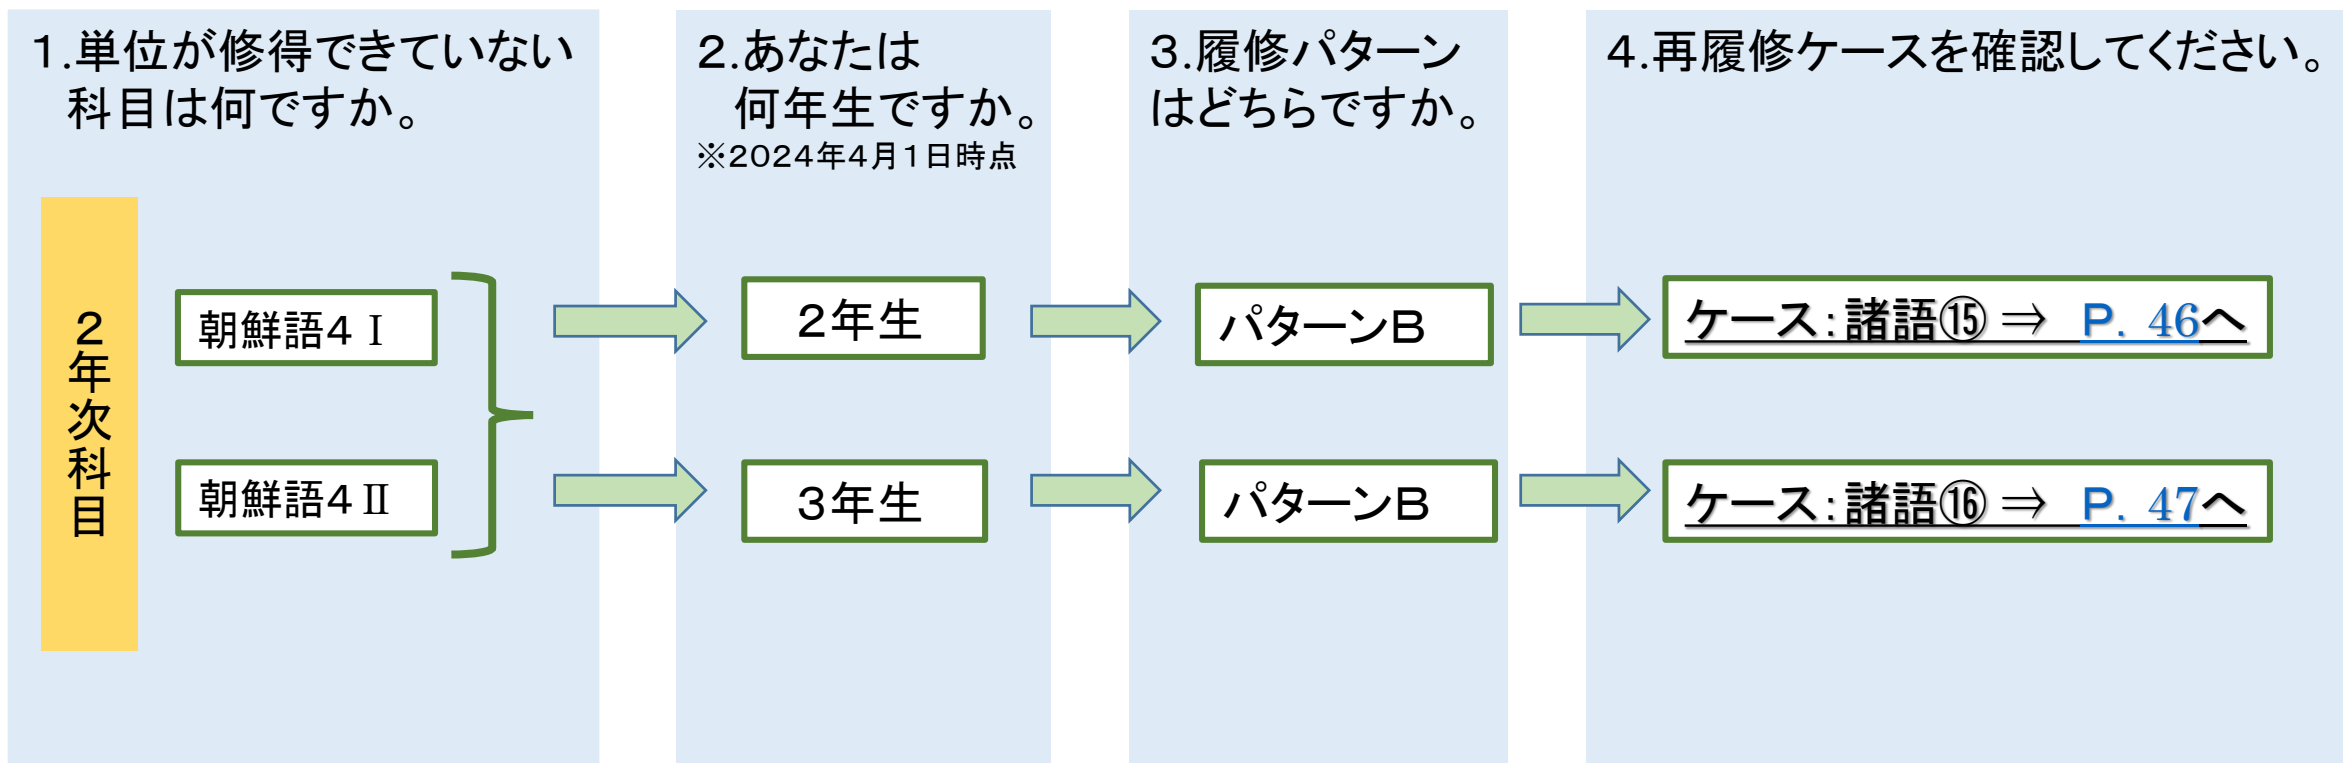 １.単位が修得できていない
科目は何ですか。
２.あなたは
何年生ですか。
※２０２４年４月１日時点
３.履修パターン
はどちらですか。
４.再履修ケースを確認してください。
２年次科目
朝鮮語４Ⅰ
朝鮮語４Ⅱ
２年生
パターンＢ
ケース：諸語⑮ ⇒ Ｐ．46へ
３年生
パターンＢ
ケース：諸語⑯ ⇒ Ｐ．47へ